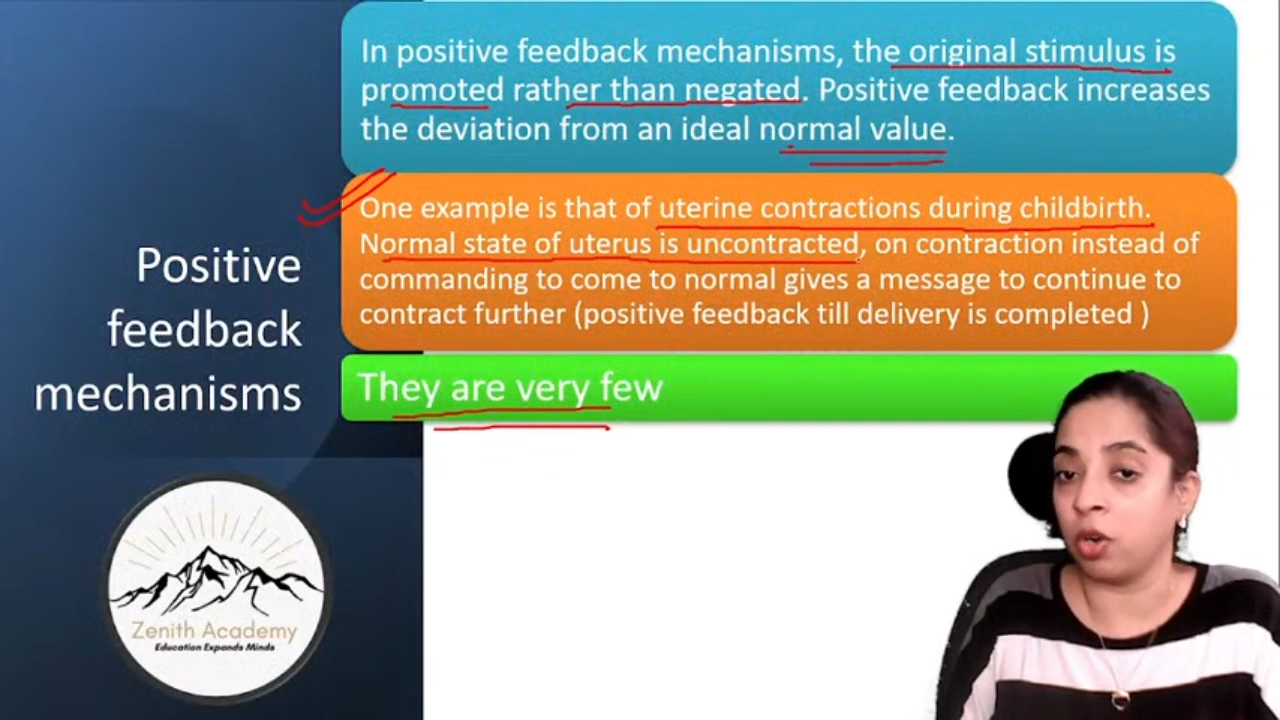 In positive feedback mechanisms, the original stimulus is
promoted rather than negated. Positive feedback increases
the deviation from an ideal normal value.
One example is that of uterine contractions during childbirth.
Normal state of uterus is uncontracted, on contraction instead of
commanding to come to normal gives a message to continue to
contract further (positive feedback till delivery is completed )
They are very few
Positive
feedback
mechanisms
Zenith Academy
Education Expands Minds